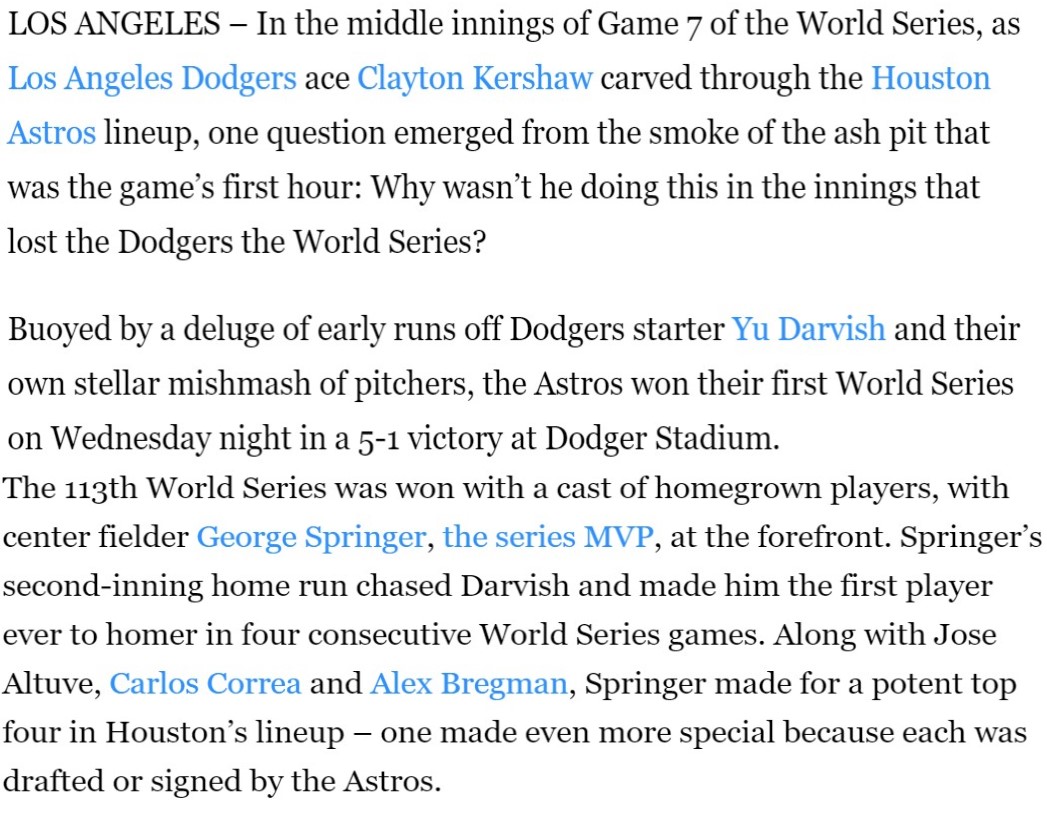 LOS ANGELES – In the middle innings of Game 7 of the World Series, as
Los Angeles Dodgers ace Clayton Kershaw carved through the Houston
Astros lineup, one question emerged from the smoke of the ash pit that
was the game’s first hour: Why wasn’t he doing this in the innings that
lost the Dodgers the World Series?
Buoyed by a deluge of early runs off Dodgers starter Yu Darvish and their
own stellar mishmash of pitchers, the Astros won their first World Series
on Wednesday night in a 5-1 victory at Dodger Stadium.
The 113th World Series was won with a cast of homegrown players, with
center fielder George Springer, the series MVP, at the forefront. Springer’s
second-inning home run chased Darvish and made him the first player
ever to homer in four consecutive World Series games. Along with Jose
Altuve, Carlos Correa and Alex Bregman, Springer made for a potent top
four in Houston’s lineup – one made even more special because each was
drafted or signed by the Astros.